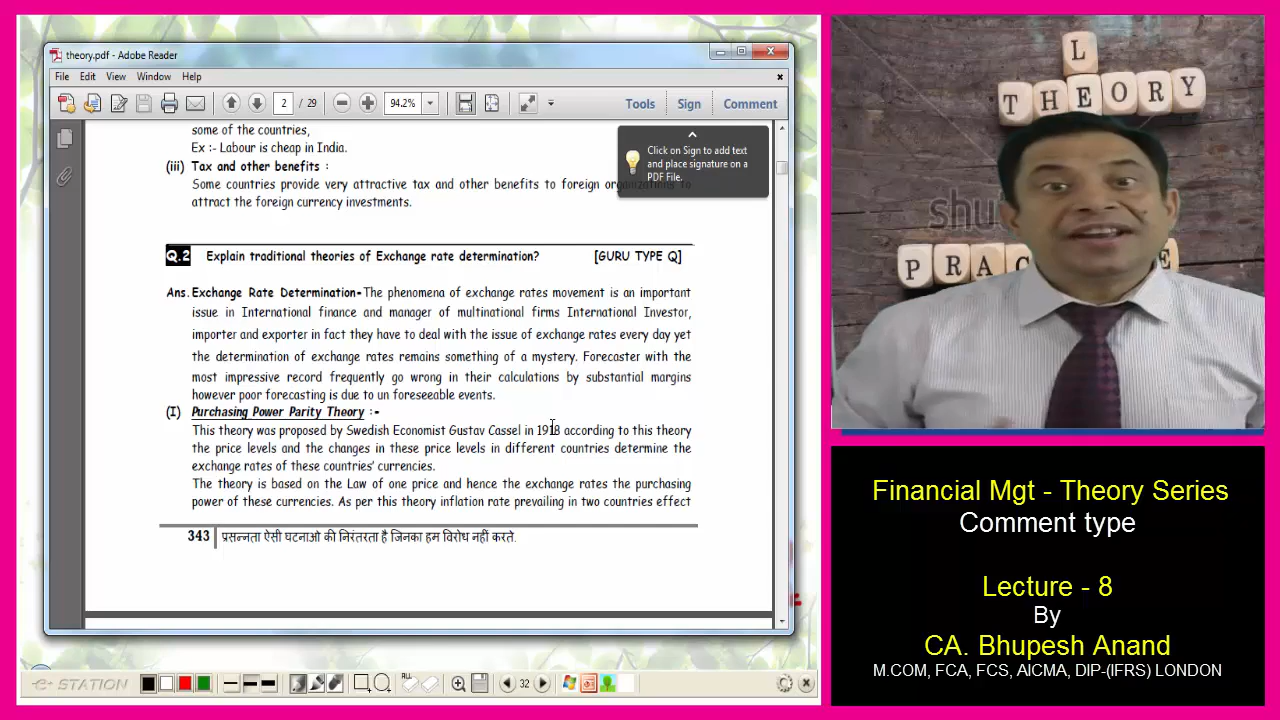 theory.pdf - Adobe Reader
File Edit View Window Help
2 / 29 94.2% Tools Sign Comment
Click on Sign to add text
and place signature on a
PDF File.
some of the countries,
Ex :- Labour is cheap in India.
(iii) Tax and other benefits :
Some countries provide very attractive tax and other benefits to foreign organizations to
attract the foreign currency investments.
Q.2 Explain traditional theories of Exchange rate determination? [GURU TYPE Q]
Ans. Exchange Rate Determination-The phenomena of exchange rates movement is an important
issue in International finance and manager of multinational firms International Investor,
importer and exporter in fact they have to deal with the issue of exchange rates every day yet
the determination of exchange rates remains something of a mystery. Forecaster with the
most impressive record frequently go wrong in their calculations by substantial margins
however poor forecasting is due to un foreseeable events.
(I) Purchasing Power Parity Theory :-
This theory was proposed by Swedish Economist Gustav Cassel in 1918 according to this theory
the price levels and the changes in these price levels in different countries determine the
exchange rates of these countries' currencies.
The theory is based on the Law of one price and hence the exchange rates the purchasing
power of these currencies. As per this theory inflation rate prevailing in two countries effect
343 प्रसन्नता ऐसी घटनाओ की निरंतरता है जिनका हम विरोध नहीं करते.
e-STATION
ALL
32
L
THEORY
shu
PRAC E
Financial Mgt - Theory Series
Comment type
Lecture - 8
By
CA. Bhupesh Anand
M.COM, FCA, FCS, AICMA, DIP-(IFRS) LONDON